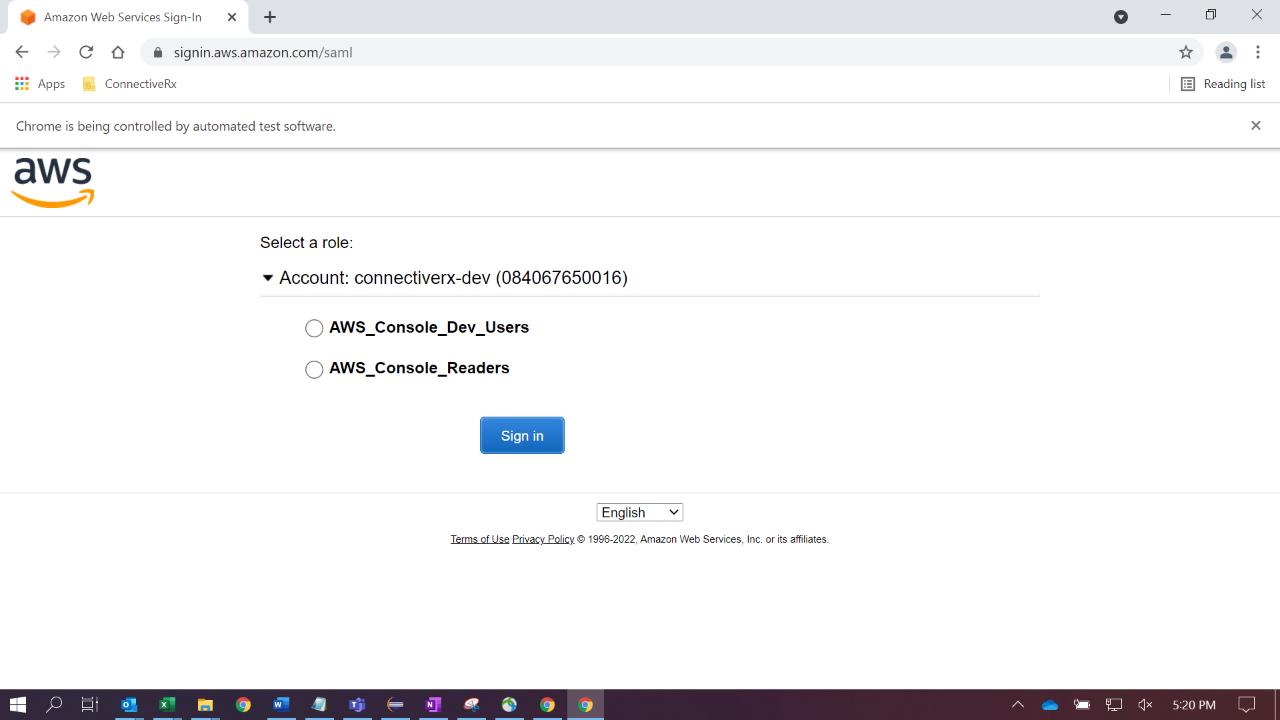 Amazon Web Services Sign-In
signin.aws.amazon.com/saml
Apps
ConnectiveRx
Reading list
Chrome is being controlled by automated test software.
aws
Select a role:
Account: connectiverx-dev (084067650016)
AWS_Console_Dev_Users
AWS_Console_Readers
Sign in
English
Terms of Use Privacy Policy © 1996-2022, Amazon Web Services, Inc. or its affiliates.
5:20 PM